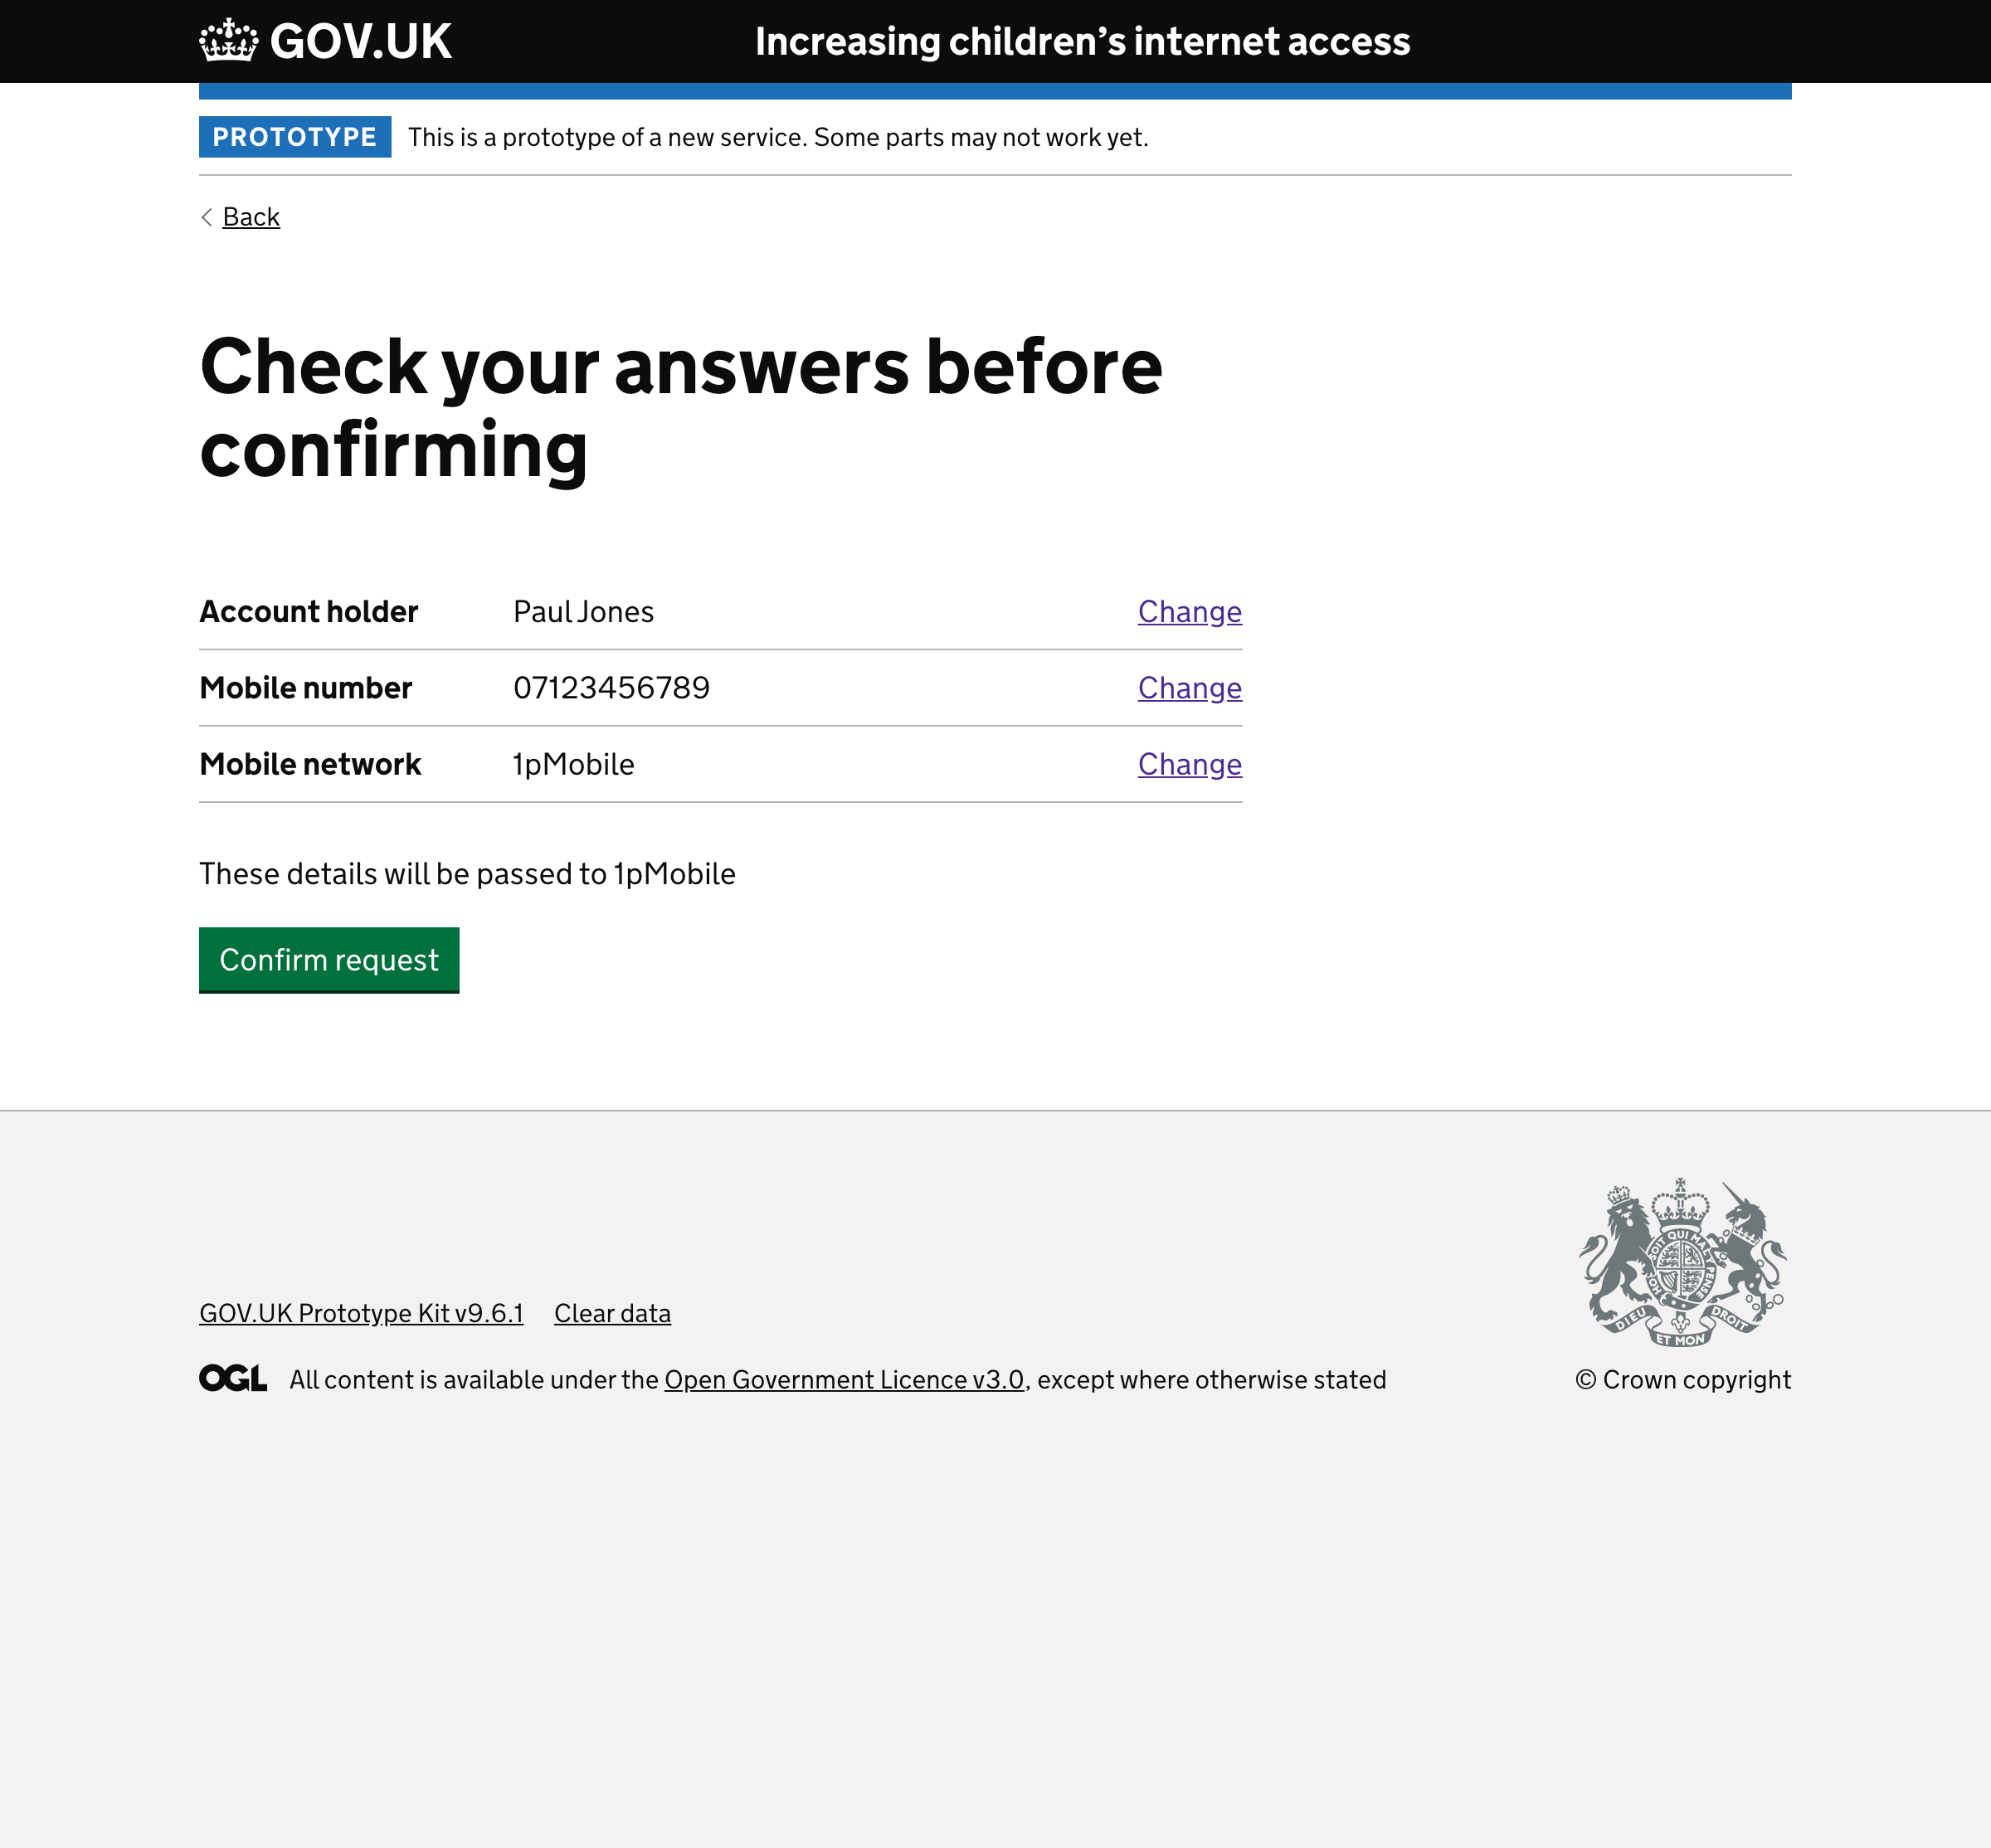 GOV.UK Increasing children’s internet access
PROTOTYPE This is a prototype of a new service. Some parts may not work yet.
Back
Check your answers before
confirming
Account holder Paul Jones Change
Mobile number 07123456789 Change
Mobile network 1pMobile Change
These details will be passed to 1pMobile
Confirm request
SOIT QUI MAL Y PENSE
DIEU ET MON DROIT
GOV.UK Prototype Kit v9.6.1 Clear data
OGL All content is available under the Open Government Licence v3.0, except where otherwise stated © Crown copyright